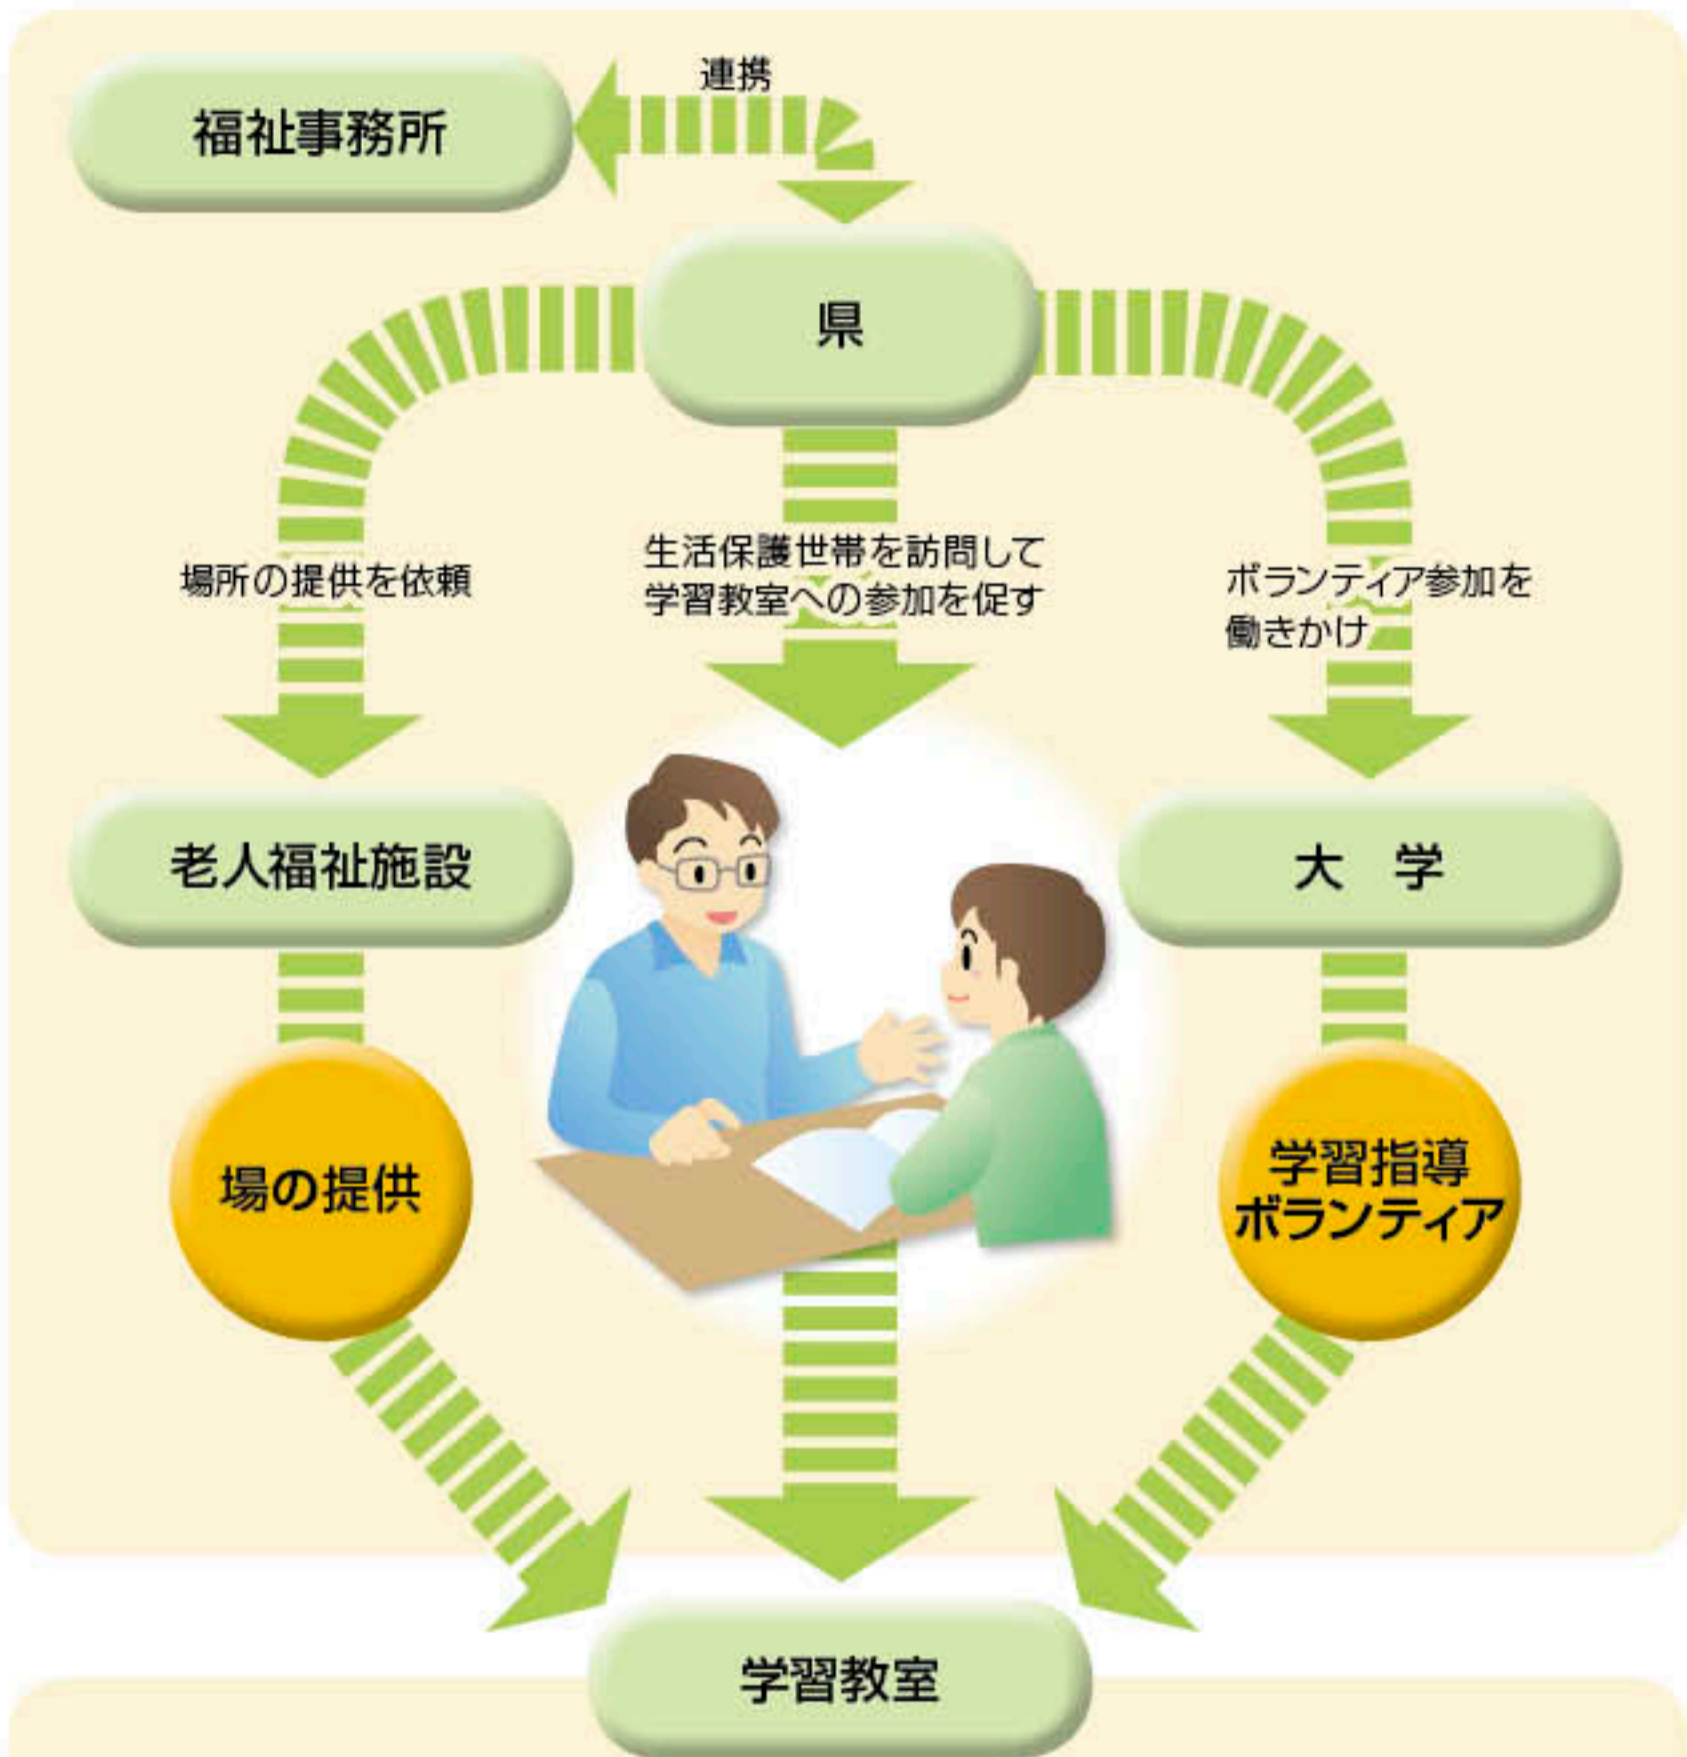 連携
福祉事務所
県
場所の提供を依頼
生活保護世帯を訪問して
学習教室への参加を促す
ボランティア参加を
働きかけ
老人福祉施設
大　学
場の提供
学習指導
ボランティア
学習教室